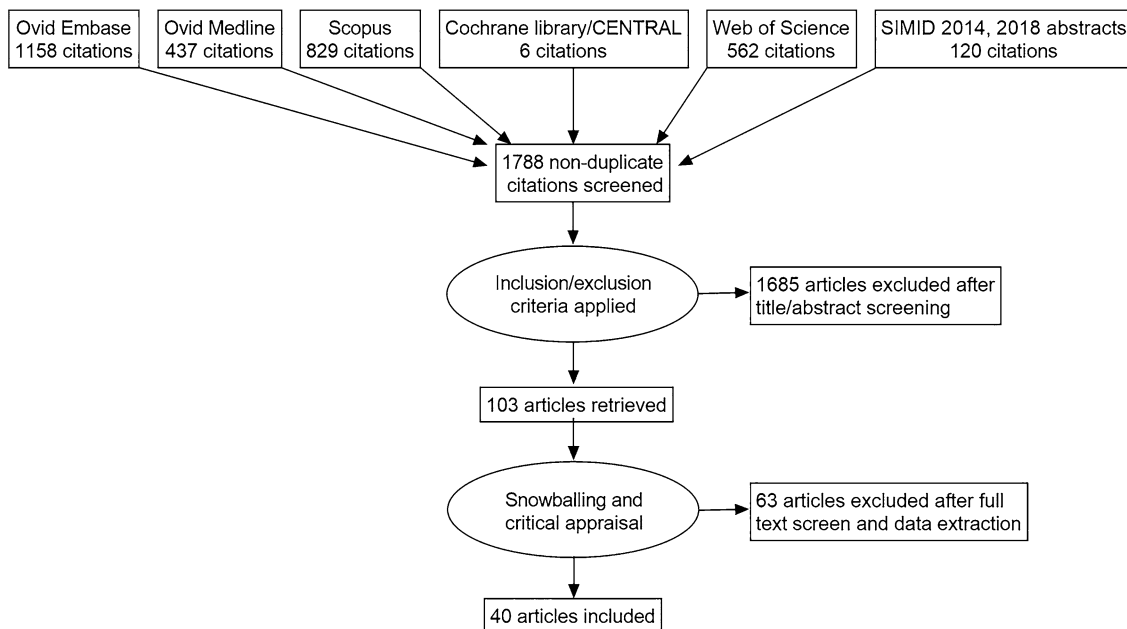 Ovid Embase
1158 citations
Ovid Medline
437 citations
Scopus
829 citations
Cochrane library/CENTRAL
6 citations
Web of Science
562 citations
SIMID 2014, 2018 abstracts
120 citations
1788 non-duplicate
citations screened
Inclusion/exclusion
criteria applied
1685 articles excluded after
title/abstract screening
103 articles retrieved
Snowballing and
critical appraisal
63 articles excluded after full
text screen and data extraction
40 articles included